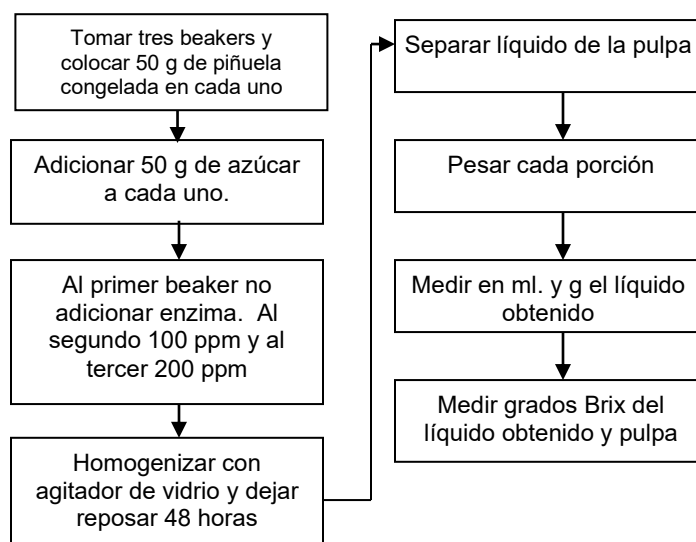 Tomar tres beakers y
colocar 50 g de piñuela
congelada en cada uno
Adicionar 50 g de azúcar
a cada uno.
Al primer beaker no
adicionar enzima. Al
segundo 100 ppm y al
tercer 200 ppm
Homogenizar con
agitador de vidrio y dejar
reposar 48 horas
Separar líquido de la pulpa
Pesar cada porción
Medir en ml. y g el líquido
obtenido
Medir grados Brix del
líquido obtenido y pulpa